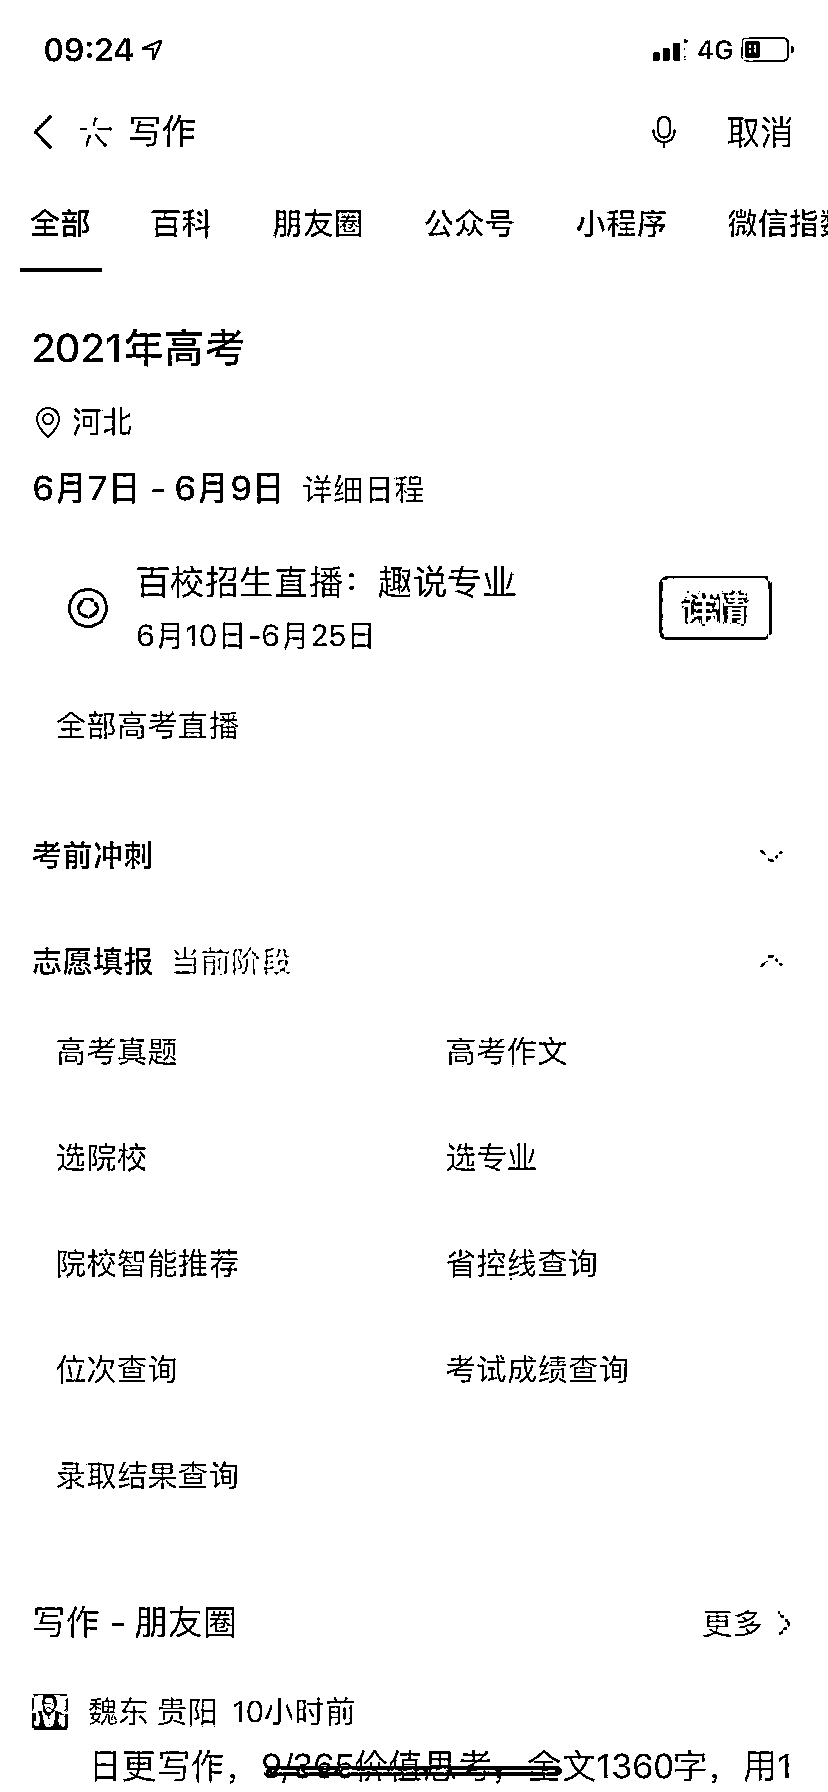 09:24 4G
写作 取消
全部 百科 朋友圈 公众号 小程序 微信指数
2021年高考
河北
6月7日 - 6月9日 详细日程
百校招生直播：趣说专业
详情
6月10日-6月25日
全部高考直播
考前冲刺
志愿填报 当前阶段
高考真题 高考作文
选院校 选专业
院校智能推荐 省控线查询
位次查询 考试成绩查询
录取结果查询
写作 - 朋友圈 更多
魏东 贵阳 10小时前
日更写作，9/365价值思考，全文1360字，用1